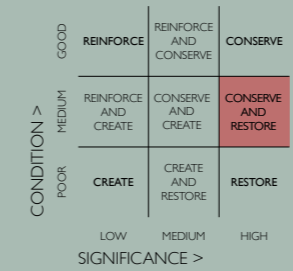 GOOD
REINFORCE
REINFORCE
AND
CONSERVE
CONSERVE
CONDITION >
MEDIUM
REINFORCE
AND
CREATE
CONSERVE
AND
CREATE
CONSERVE
AND
RESTORE
POOR
CREATE
CREATE
AND
RESTORE
RESTORE
LOW
MEDIUM
HIGH
SIGNIFICANCE >